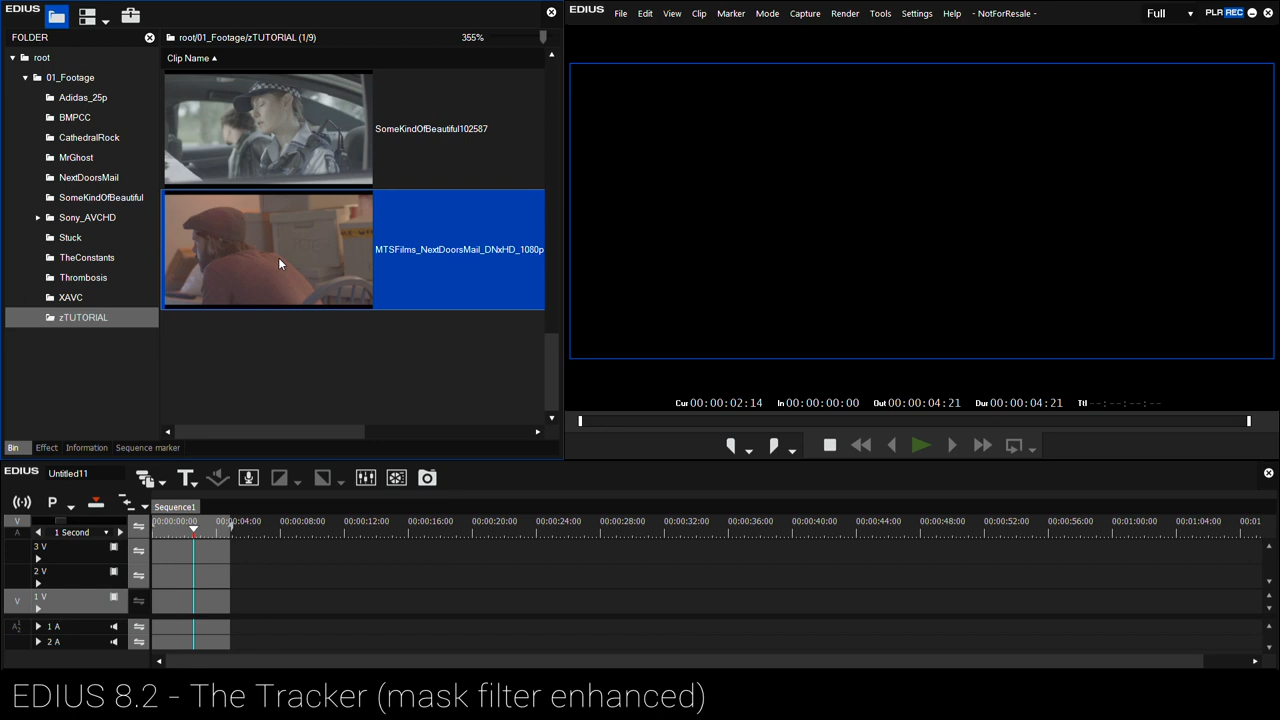 EDIUS
FOLDER
root/01_Footage/zTUTORIAL (1/9)
355%
Clip Name
root
01_Footage
Adidas_25p
BMPCC
CathedralRock
MrGhost
NextDoorsMail
SomeKindOfBeautiful
Sony_AVCHD
Stuck
TheConstants
Thrombosis
XAVC
zTUTORIAL
SomeKindOfBeautiful102587
MTSFilms_NextDoorsMail_DNxHD_1080p
Bin Effect Information Sequence marker
EDIUS File Edit View Clip Marker Mode Capture Render Tools Settings Help - NotForResale - Full PLR REC
Cur 00:00:02:14 In 00:00:00:00 Out 00:00:04:21 Dur 00:00:04:21 Ttl --:--:--:--
EDIUS Untitled11
T
P
Sequence1
V
A
1 Second
00:00:00:00 00:00:04:00 00:00:08:00 00:00:12:00 00:00:16:00 00:00:20:00 00:00:24:00 00:00:28:00 00:00:32:00 00:00:36:00 00:00:40:00 00:00:44:00 00:00:48:00 00:00:52:00 00:00:56:00 00:01:00:00 00:01:04:00 00:01
3 V
2 V
V 1 V
1 A
2 A
EDIUS 8.2 - The Tracker (mask filter enhanced)